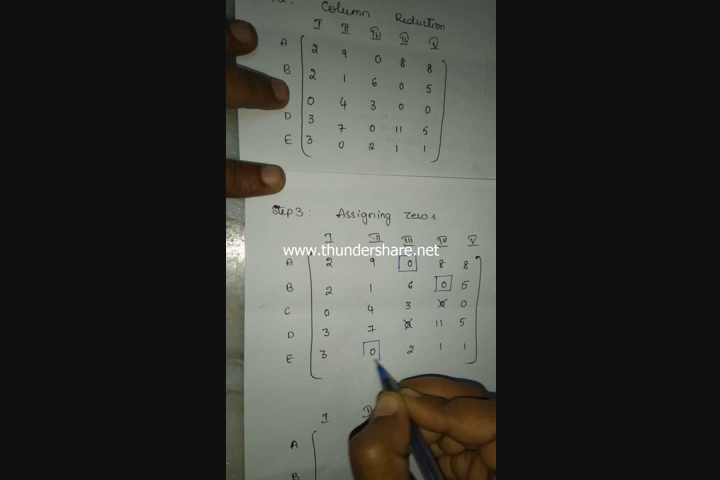 Column Reduction
I II III IV V
A 2 9 0 8 8
B 2 1 6 0 5
0 4 3 0 0
D 3 7 0 11 5
E 3 0 2 1 1
Step 3: Assigning zeros
I II III IV V
www.thundershare.net
A 2 9 0 8 8
B 2 1 6 0 5
C 0 4 3 0 0
D 3 7 0 11 5
E 3 0 2 1 1
I
A
B